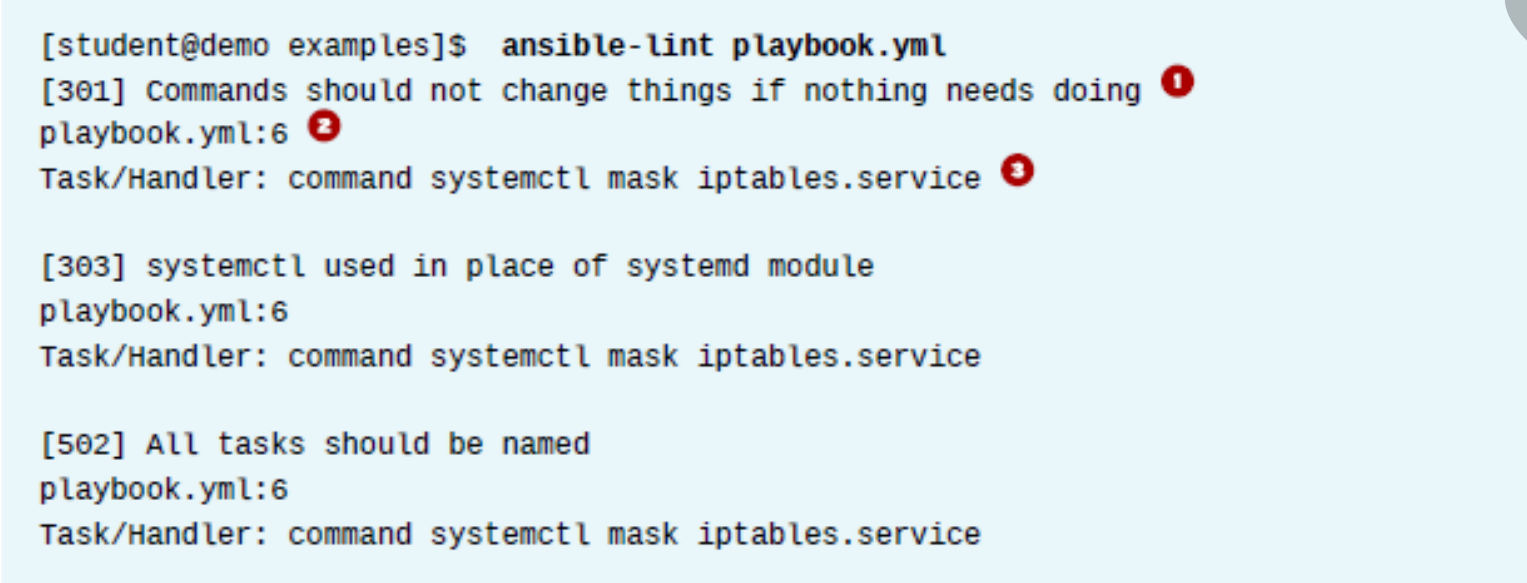 [student@demo examples]$ ansible-lint playbook.yml
[301] Commands should not change things if nothing needs doing 1
playbook.yml:6 2
Task/Handler: command systemctl mask iptables.service 3
[303] systemctl used in place of systemd module
playbook.yml:6
Task/Handler: command systemctl mask iptables.service
[502] All tasks should be named
playbook.yml:6
Task/Handler: command systemctl mask iptables.service